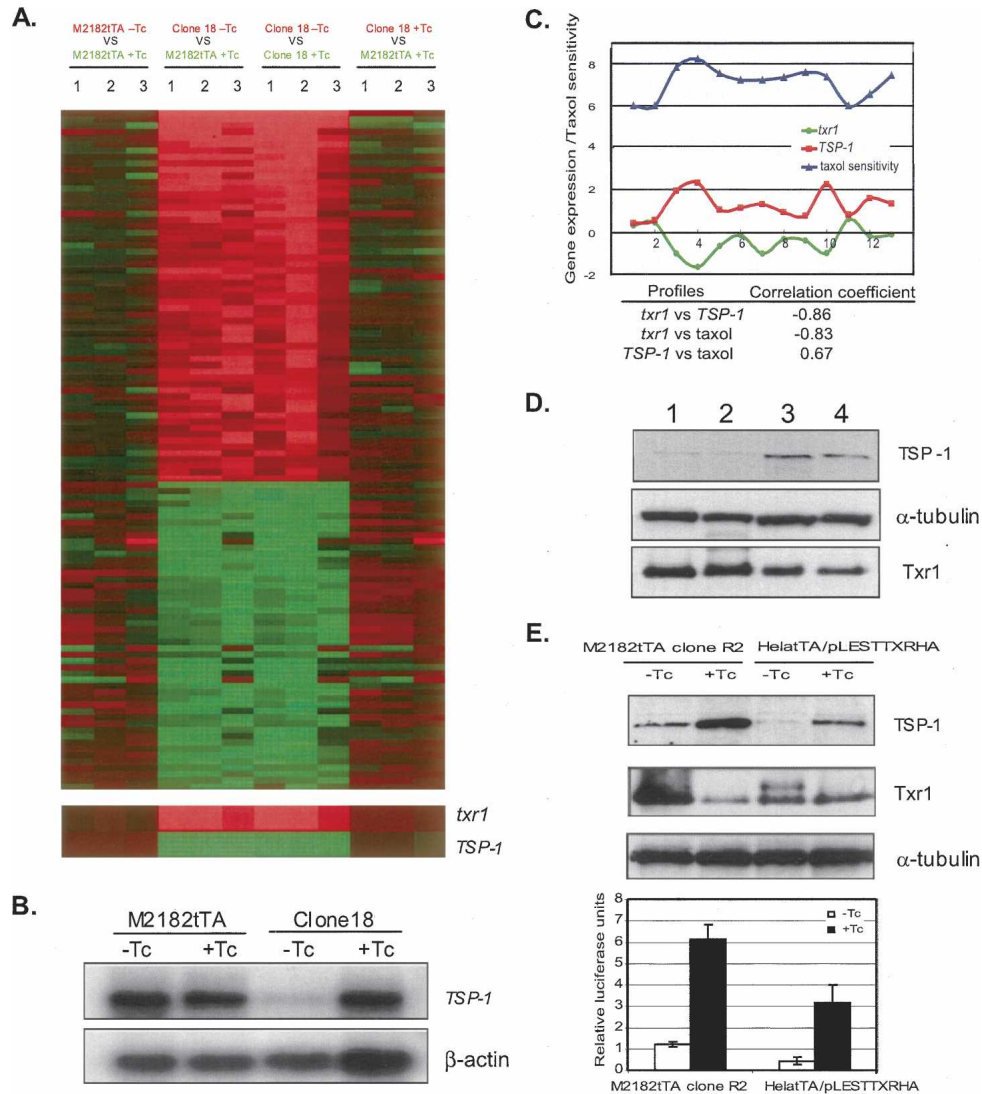 A.
M2182tTA –Tc
VS
M2182tTA +Tc
Clone 18 –Tc
VS
M2182tTA +Tc
Clone 18 –Tc
VS
Clone 18 +Tc
Clone 18 +Tc
VS
M2182tTA +Tc
1 2 3 1 2 3 1 2 3 1 2 3
txr1
TSP-1
B.
M2182tTA Clone18
-Tc +Tc -Tc +Tc
TSP-1
β-actin
C.
Gene expression /Taxol sensitivity
8
6
4
2
0
-2
2 4 6 8 10 12
txr1
TSP-1
taxol sensitivity
Profiles Correlation coefficient
txr1 vs TSP-1 -0.86
txr1 vs taxol -0.83
TSP-1 vs taxol 0.67
D.
1 2 3 4
TSP-1
α-tubulin
Txr1
E.
M2182tTA clone R2 HelatTA/pLESTTXRHA
-Tc +Tc -Tc +Tc
TSP-1
Txr1
α-tubulin
Relative luciferase units
8
7
6
5
4
3
2
1
0
-Tc
+Tc
M2182tTA clone R2 HelatTA/pLESTTXRHA